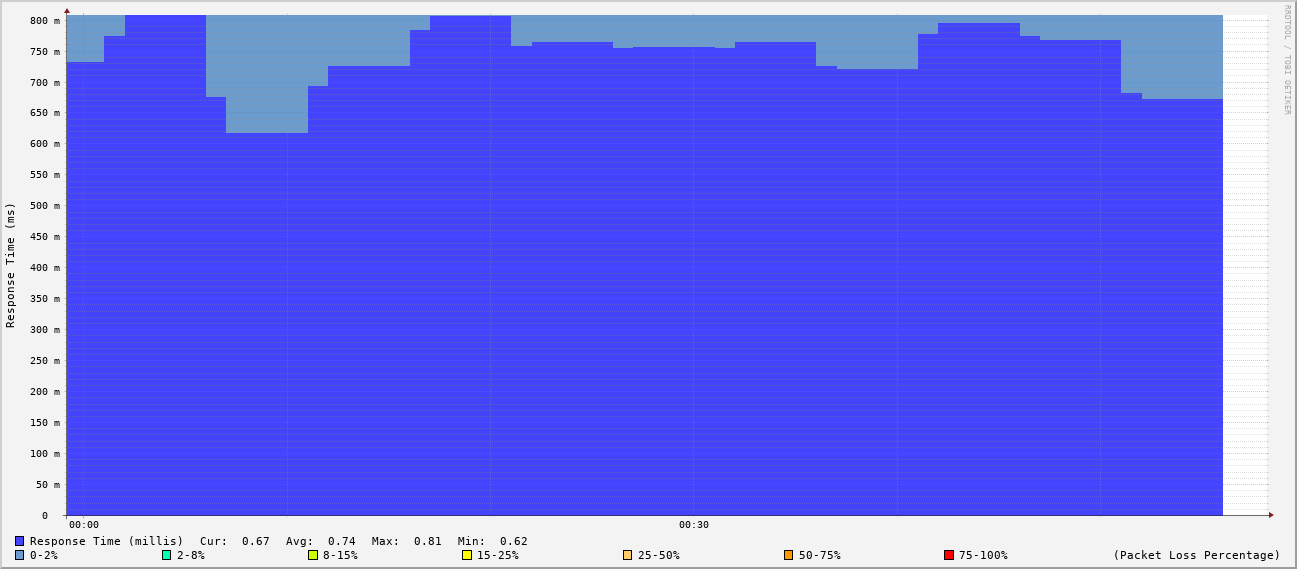 800 m
750 m
700 m
650 m
600 m
550 m
500 m
450 m
400 m
350 m
300 m
250 m
200 m
150 m
100 m
50 m
0
Response Time (ms)
RRDTOOL / TOBI OETIKER
00:00 00:30
Response Time (millis) Cur: 0.67 Avg: 0.74 Max: 0.81 Min: 0.62
0-2% 2-8% 8-15% 15-25% 25-50% 50-75% 75-100% (Packet Loss Percentage)